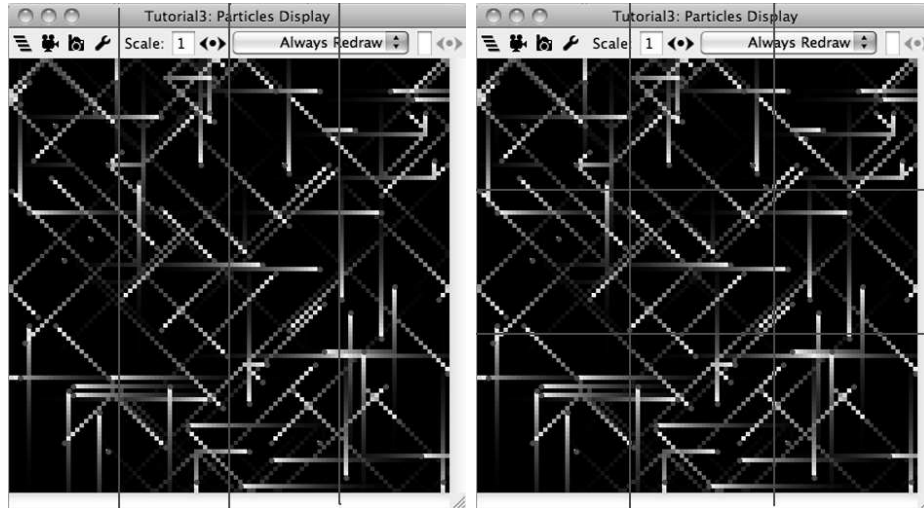 Tutorial3: Particles Display
Scale: 1 Always Redraw
Tutorial3: Particles Display
Scale 1 Always Redraw